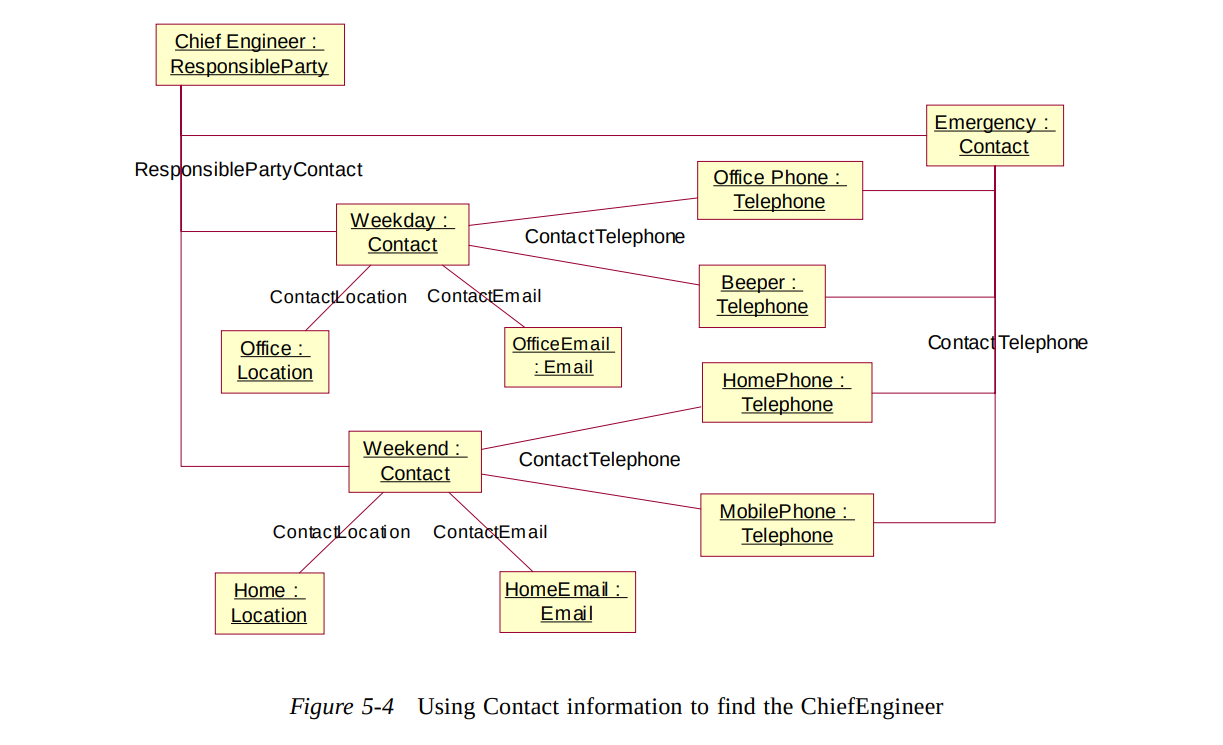 Chief Engineer :
ResponsibleParty
Emergency :
Contact
ResponsiblePartyContact
Office Phone :
Telephone
Weekday :
Contact
ContactTelephone
Beeper :
Telephone
ContactLocation
ContactEmail
OfficeEmail
: Email
Office :
Location
ContactTelephone
HomePhone :
Telephone
Weekend :
Contact
ContactTelephone
MobilePhone :
Telephone
ContactLocation
ContactEmail
Home :
Location
HomeEmail :
Email
Figure 5-4 Using Contact information to find the ChiefEngineer